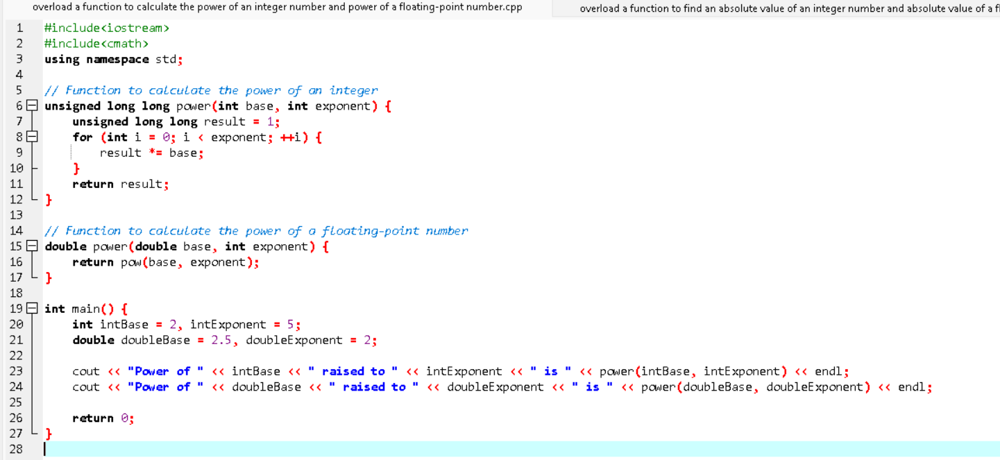 overload a function to calculate the power of an integer number and power of a floating-point number.cpp overload a function to find an absolute value of an integer number and absolute value of a fl
1 #include<iostream>
2 #include<cmath>
3 using namespace std;
4
5 // Function to calculate the power of an integer
6 unsigned long long power(int base, int exponent) {
7     unsigned long long result = 1;
8     for (int i = 0; i < exponent; ++i) {
9         result *= base;
10     }
11     return result;
12 }
13
14 // Function to calculate the power of a floating-point number
15 double power(double base, int exponent) {
16     return pow(base, exponent);
17 }
18
19 int main() {
20     int intBase = 2, intExponent = 5;
21     double doubleBase = 2.5, doubleExponent = 2;
22
23     cout << "Power of " << intBase << " raised to " << intExponent << " is " << power(intBase, intExponent) << endl;
24     cout << "Power of " << doubleBase << " raised to " << doubleExponent << " is " << power(doubleBase, doubleExponent) << endl;
25
26     return 0;
27 }
28